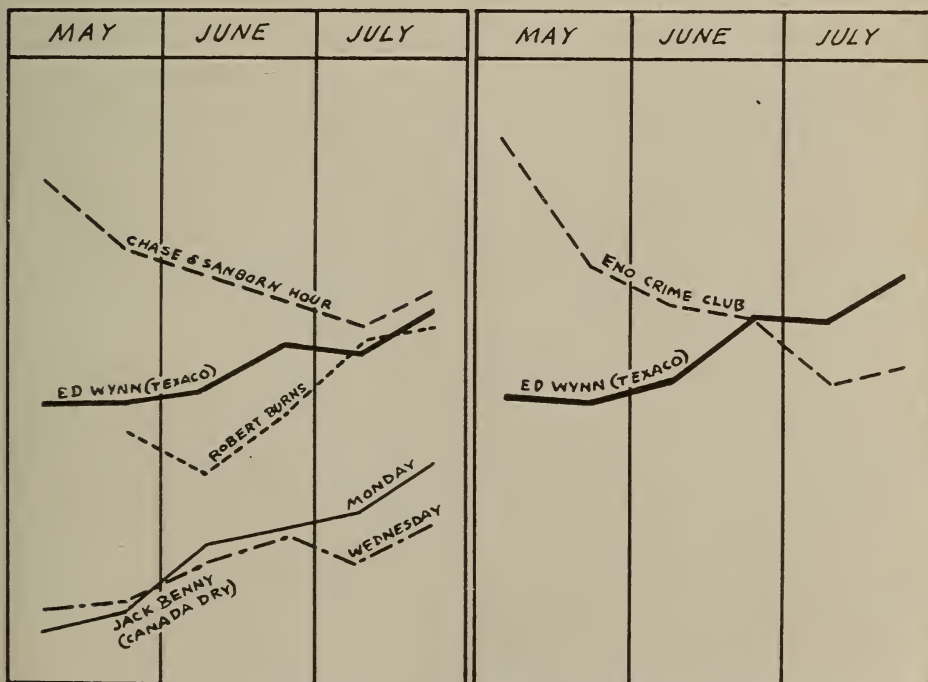 MAY JUNE JULY
CHASE & SANBORN HOUR
ED WYNN (TEXACO)
ROBERT BURNS
MONDAY
WEDNESDAY
JACK BENNY
(CANADA DRY)
MAY JUNE JULY
ENO CRIME CLUB
ED WYNN (TEXACO)